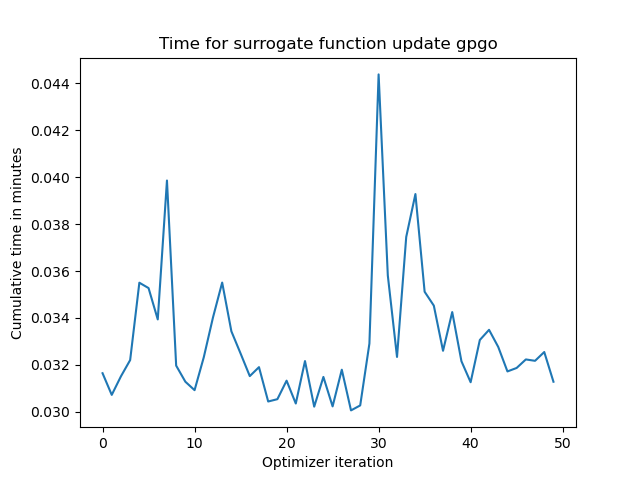 Time for surrogate function update gpgo
Cumulative time in minutes
0.044
0.042
0.040
0.038
0.036
0.034
0.032
0.030
0 10 20 30 40 50
Optimizer iteration